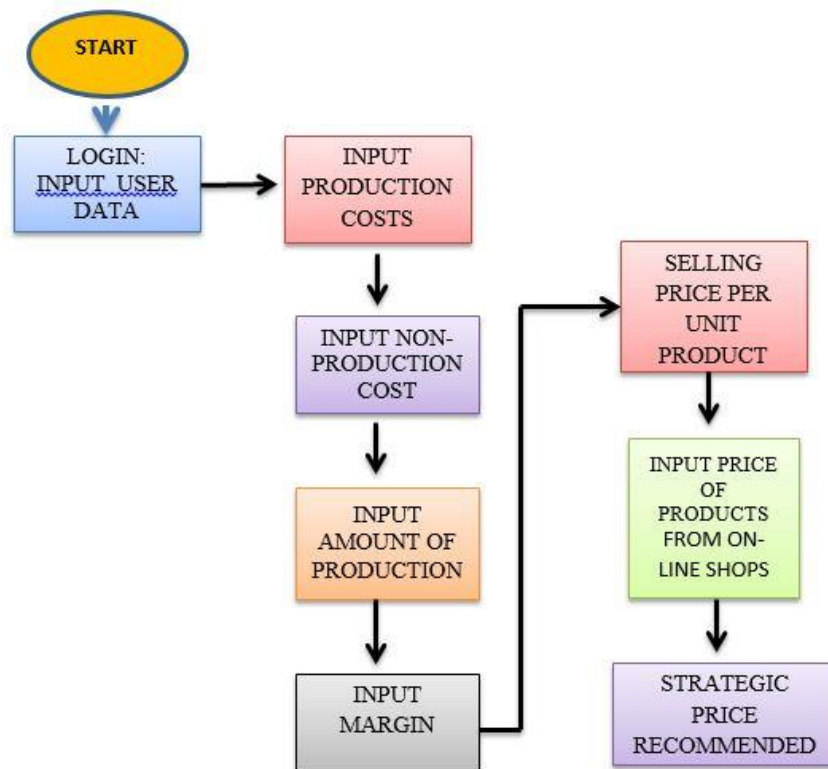 START
LOGIN:
INPUT USER
DATA
INPUT
PRODUCTION
COSTS
INPUT NON-
PRODUCTION
COST
INPUT
AMOUNT OF
PRODUCTION
INPUT
MARGIN
SELLING
PRICE PER
UNIT
PRODUCT
INPUT PRICE
OF
PRODUCTS
FROM ON-
LINE SHOPS
STRATEGIC
PRICE
RECOMMENDED